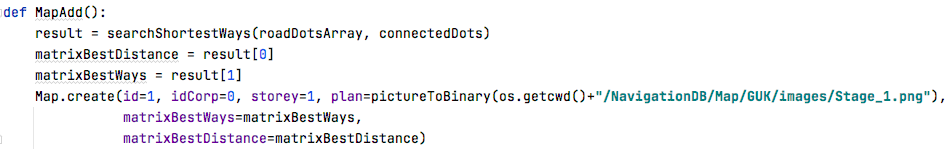 def MapAdd():
    result = searchShortestWays(roadDotsArray, connectedDots)
    matrixBestDistance = result[0]
    matrixBestWays = result[1]
    Map.create(id=1, idCorp=0, storey=1, plan=pictureToBinary(os.getcwd()+"/NavigationDB/Map/GUK/images/Stage_1.png"),
               matrixBestWays=matrixBestWays,
               matrixBestDistance=matrixBestDistance)